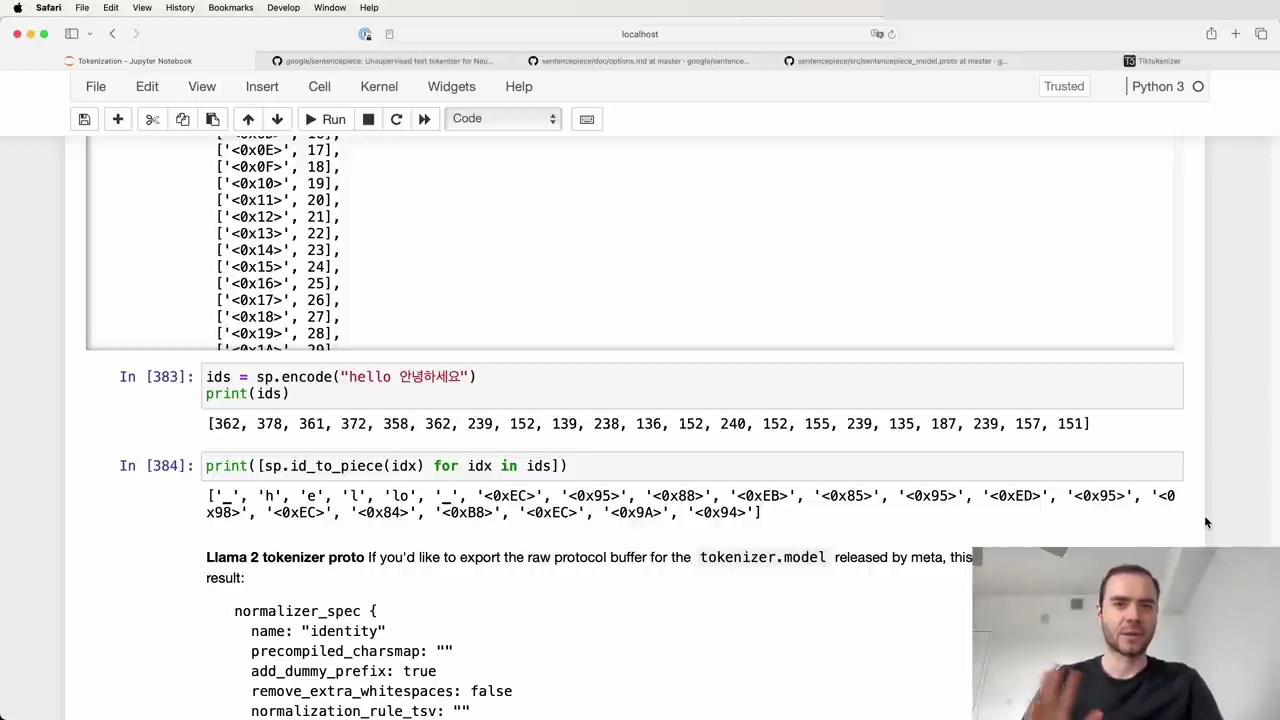 Safari File Edit View History Bookmarks Develop Window Help
localhost
Tokenization - Jupyter Notebook google/sentencepiece: Unsupervised text tokenizer for Neu... sentencepiece/doc/options.md at master · google/sentence... sentencepiece/src/sentencepiece_model.proto at master · g... Tiktokenizer
File Edit View Insert Cell Kernel Widgets Help Trusted Python 3
Run Code
['<0x0E>', 17],
['<0x0F>', 18],
['<0x10>', 19],
['<0x11>', 20],
['<0x12>', 21],
['<0x13>', 22],
['<0x14>', 23],
['<0x15>', 24],
['<0x16>', 25],
['<0x17>', 26],
['<0x18>', 27],
['<0x19>', 28],
['<0x1A>', 29]
In [383]: ids = sp.encode("hello 안녕하세요")
print(ids)
[362, 378, 361, 372, 358, 362, 239, 152, 139, 238, 136, 152, 240, 152, 155, 239, 135, 187, 239, 157, 151]
In [384]: print([sp.id_to_piece(idx) for idx in ids])
['▁', 'h', 'e', 'l', 'lo', '▁', '<0xEC>', '<0x95>', '<0x88>', '<0xEB>', '<0x85>', '<0x95>', '<0xED>', '<0x95>', '<0
x98>', '<0xEC>', '<0x84>', '<0xB8>', '<0xEC>', '<0x9A>', '<0x94>']
Llama 2 tokenizer proto If you'd like to export the raw protocol buffer for the tokenizer.model released by meta, this
result:
normalizer_spec {
name: "identity"
precompiled_charsmap: ""
add_dummy_prefix: true
remove_extra_whitespaces: false
normalization_rule_tsv: ""